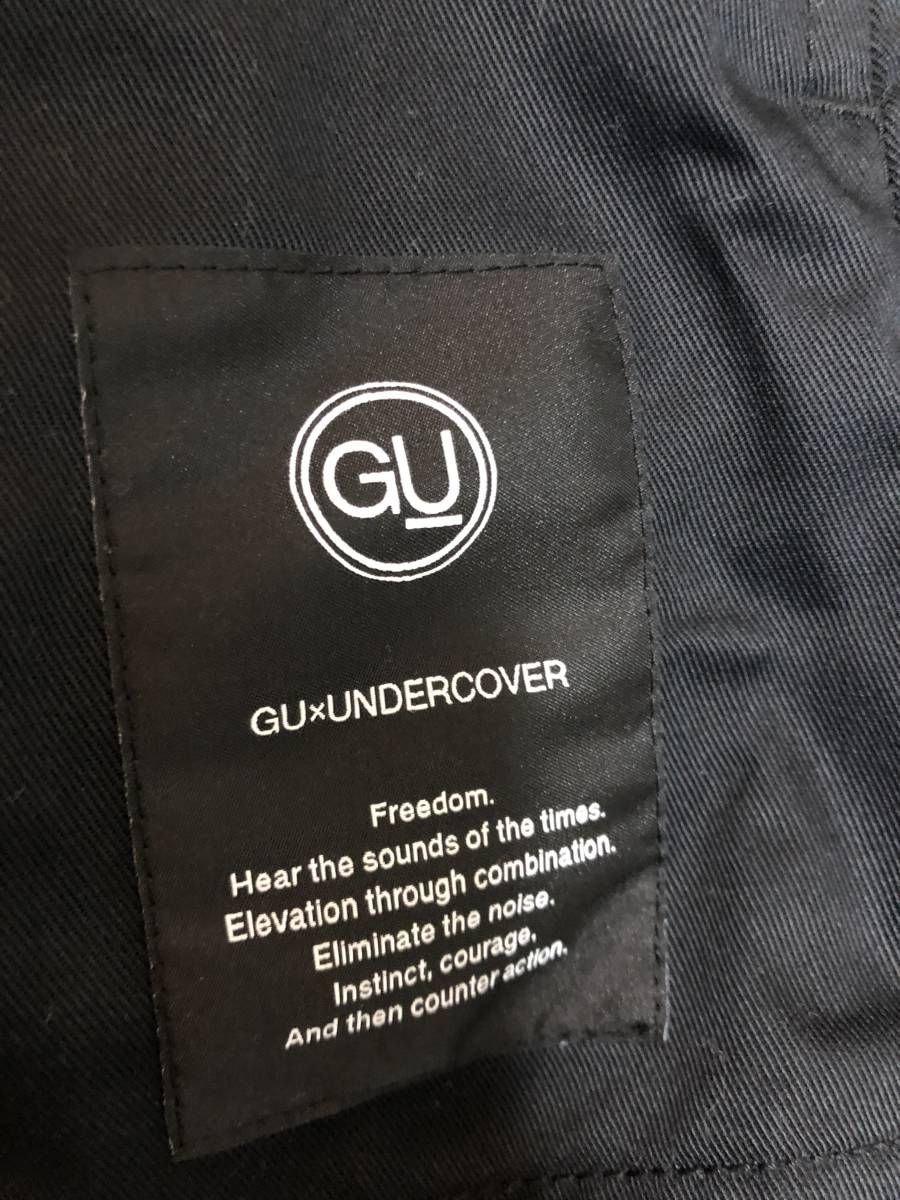 GU
GU×UNDERCOVER
Freedom.
Hear the sounds of the times.
Elevation through combination.
Eliminate the noise.
Instinct, courage,
And then counter action.